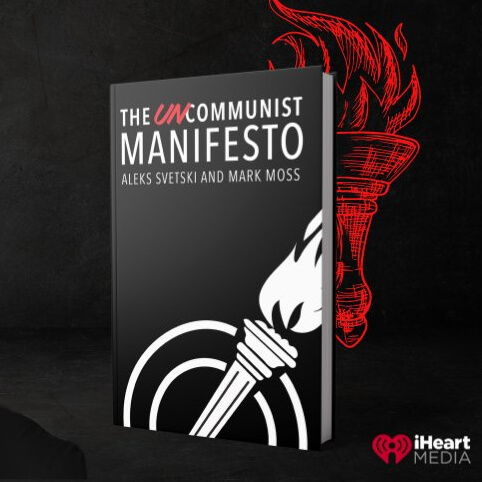 THE UNCOMMUNIST
MANIFESTO
ALEKS SVETSKI AND MARK MOSS
iHeart
MEDIA